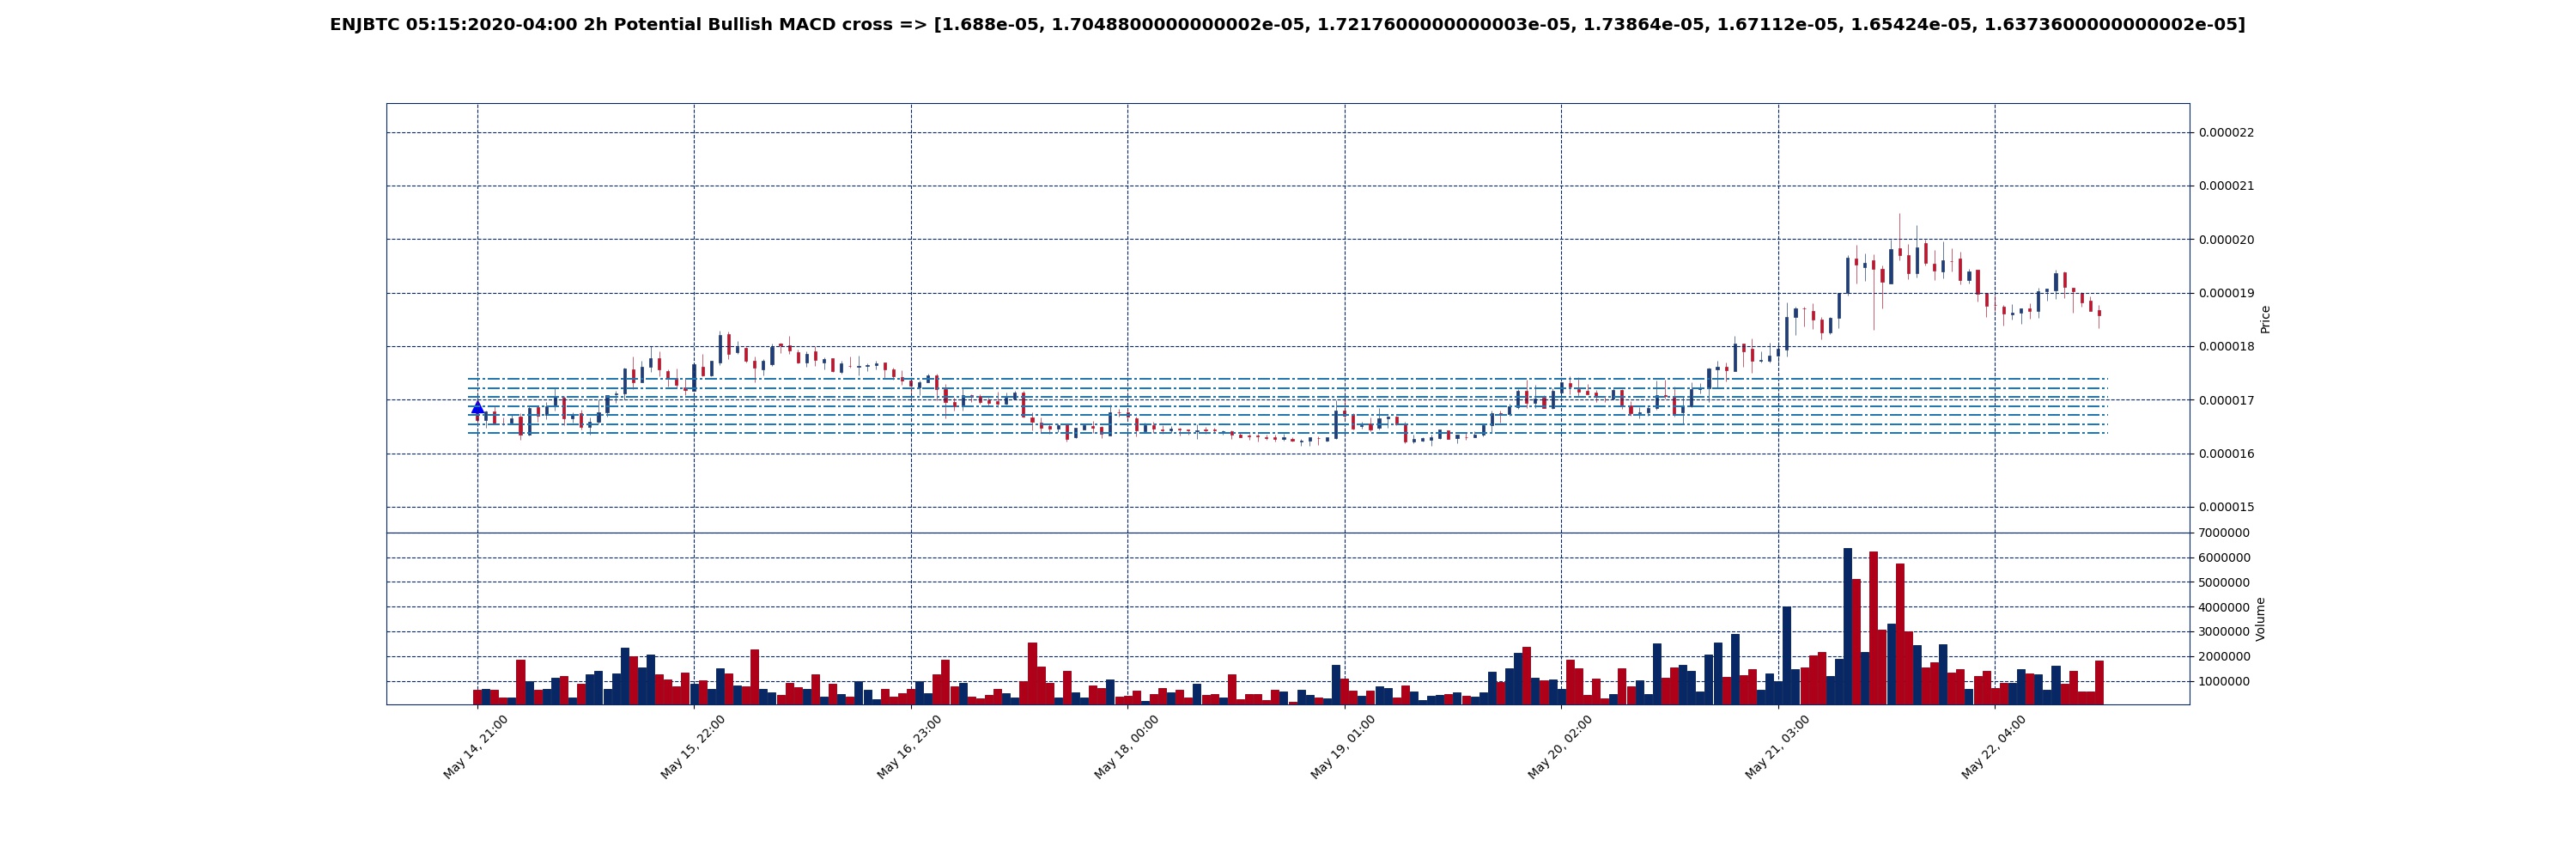 ENJBTC 05:15:2020-04:00 2h Potential Bullish MACD cross => [1.688e-05, 1.7048800000000002e-05, 1.7217600000000003e-05, 1.73864e-05, 1.67112e-05, 1.65424e-05, 1.6373600000000002e-05]
0.000022
0.000021
0.000020
0.000019
0.000018
0.000017
0.000016
0.000015
Price
7000000
6000000
5000000
4000000
3000000
2000000
1000000
Volume
May 14, 21:00
May 15, 22:00
May 16, 23:00
May 18, 00:00
May 19, 01:00
May 20, 02:00
May 21, 03:00
May 22, 04:00